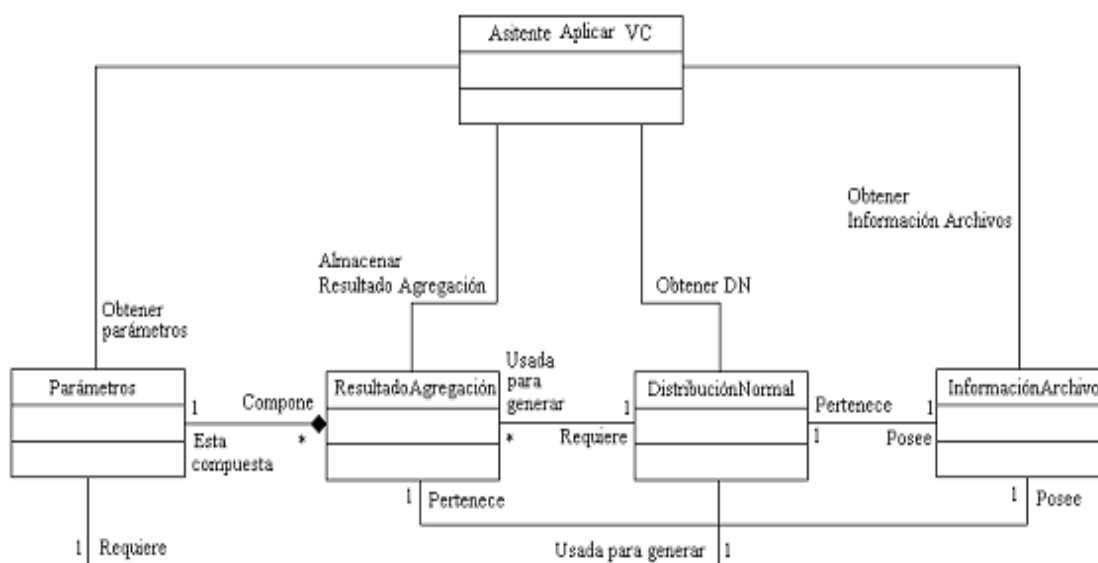 Asitente Aplicar VC
Obtener
Información Archivos
Almacenar
Resultado Agregación
Obtener DN
Obtener
parámetros
Parámetros
1
Compone
Esta
compuesta
*
ResultadoAgregación
Usada
para
generar
1
*
Requiere
DistribuciónNormal
Pertenece
1
1
Posee
InformaciónArchivo
1
Pertenece
1
Posee
1
Requiere
Usada para generar
1